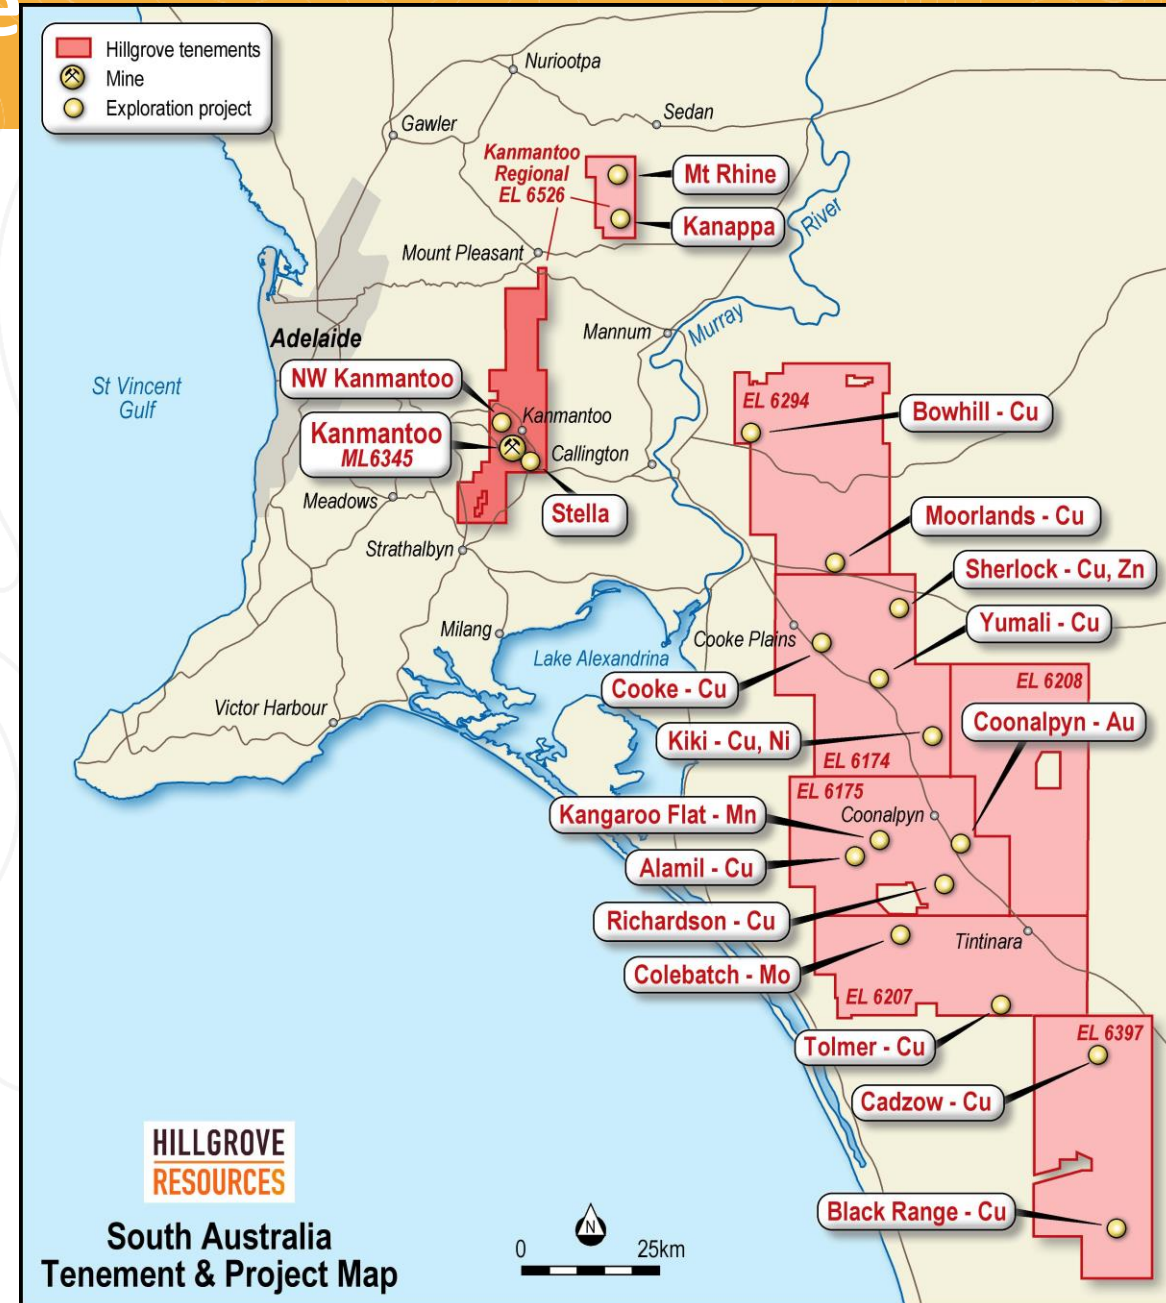 e
Hillgrove tenements
Mine
Exploration project
Nuriootpa
Sedan
Gawler
Kanmantoo
Regional
EL 6526
Mt Rhine
Kanappa
River
Mount Pleasant
Mannum
Murray
Adelaide
St Vincent
Gulf
NW Kanmantoo
EL 6294
Bowhill - Cu
Kanmantoo
Kanmantoo
ML6345
Callington
Meadows
Stella
Moorlands - Cu
Strathalbyn
Sherlock - Cu, Zn
Yumali - Cu
Milang
Cooke Plains
Lake Alexandrina
Cooke - Cu
EL 6208
Victor Harbour
Coonalpyn - Au
Kiki - Cu, Ni
EL 6174
EL 6175
Kangaroo Flat - Mn
Coonalpyn
Alamil - Cu
Richardson - Cu
Tintinara
Colebatch - Mo
EL 6207
Tolmer - Cu
EL 6397
Cadzow - Cu
HILLGROVE
RESOURCES
Black Range - Cu
South Australia
Tenement & Project Map
N
0 25km